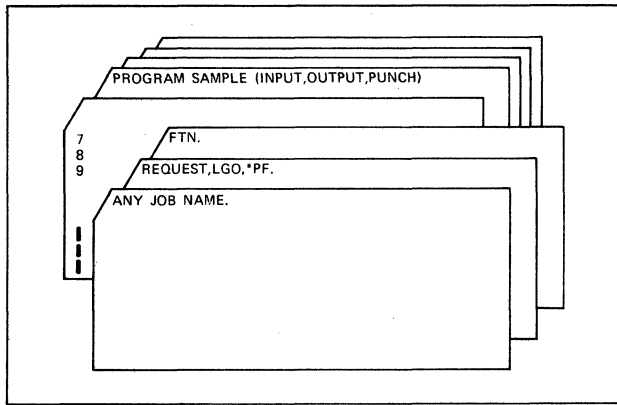 PROGRAM SAMPLE (INPUT,OUTPUT,PUNCH)
7
8
9
FTN.
REQUEST,LGO,*PF.
ANY JOB NAME.